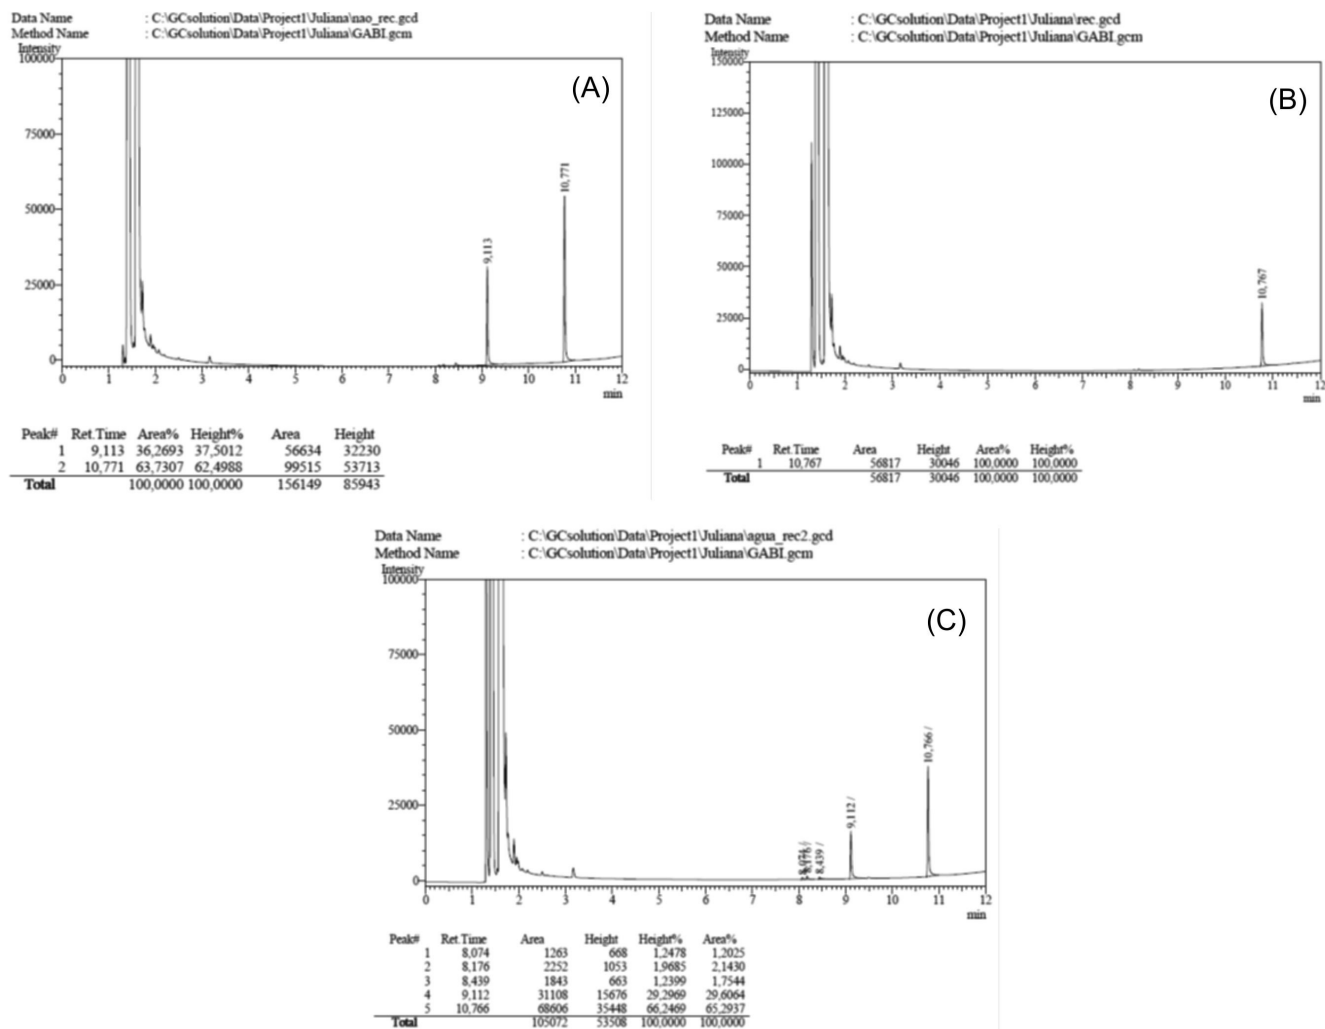 Data Name : C:\GCsolution\Data\Project1\Juliana\nao_rec.gcd
Method Name : C:\GCsolution\Data\Project1\Juliana\GABI.gcm
Intensity
100000
75000
50000
25000
0
(A)
9,113
10,771
0 1 2 3 4 5 6 7 8 9 10 11 12
min
Peak# Ret.Time Area% Height% Area Height
1 9,113 36,2693 37,5012 56634 32230
2 10,771 63,7307 62,4988 99515 53713
Total 100,0000 100,0000 156149 85943
Data Name : C:\GCsolution\Data\Project1\Juliana\rec.gcd
Method Name : C:\GCsolution\Data\Project1\Juliana\GABI.gcm
Intensity
150000
125000
100000
75000
50000
25000
0
(B)
10,767
0 1 2 3 4 5 6 7 8 9 10 11 12
min
Peak# Ret.Time Area Height Area% Height%
1 10,767 56817 30046 100,0000 100,0000
Total 56817 30046 100,0000 100,0000
Data Name : C:\GCsolution\Data\Project1\Juliana\agua_rec2.gcd
Method Name : C:\GCsolution\Data\Project1\Juliana\GABI.gcm
Intensity
100000
75000
50000
25000
0
(C)
8,074 /
8,176 /
8,439 /
9,112 /
10,766 /
0 1 2 3 4 5 6 7 8 9 10 11 12
min
Peak# Ret.Time Area Height Height% Area%
1 8,074 1263 668 1,2478 1,2025
2 8,176 2252 1053 1,9685 2,1430
3 8,439 1843 663 1,2399 1,7544
4 9,112 31108 15676 29,2969 29,6064
5 10,766 68606 35448 66,2469 65,2937
Total 105072 53508 100,0000 100,0000